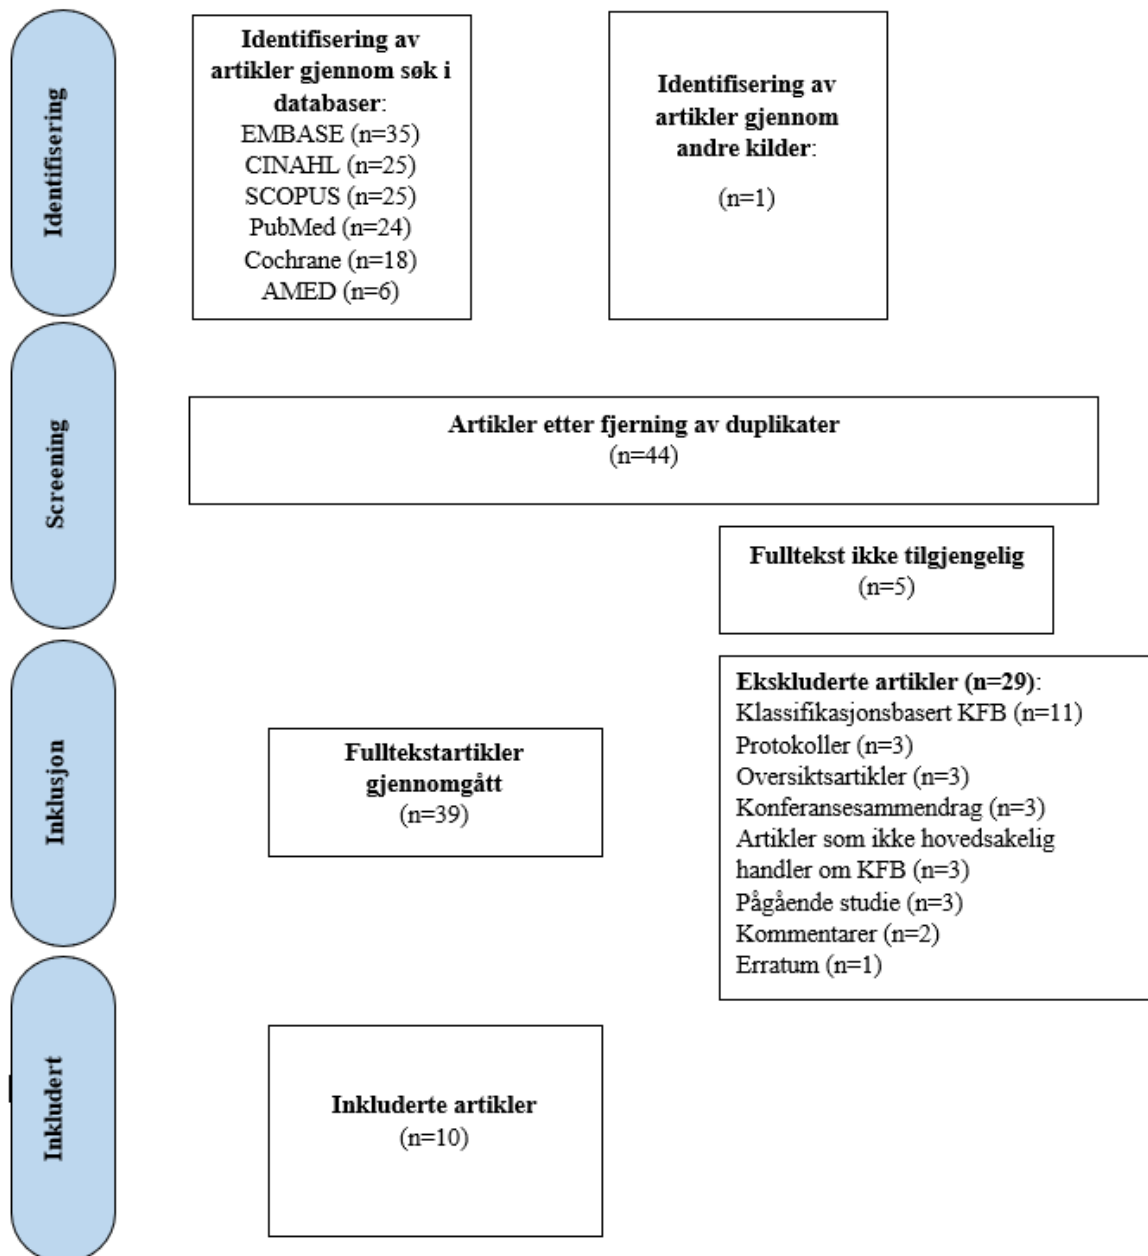 Identifisering
Identifisering av
artikler gjennom søk i
databaser:
EMBASE (n=35)
CINAHL (n=25)
SCOPUS (n=25)
PubMed (n=24)
Cochrane (n=18)
AMED (n=6)
Identifisering av
artikler gjennom
andre kilder:
(n=1)
Screening
Artikler etter fjerning av duplikater
(n=44)
Fulltekst ikke tilgjengelig
(n=5)
Inklusjon
Fulltekstartikler
gjennomgått
(n=39)
Ekskluderte artikler (n=29):
Klassifikasjonsbasert KFB (n=11)
Protokoller (n=3)
Oversiktsartikler (n=3)
Konferansesammendrag (n=3)
Artikler som ikke hovedsakelig
handler om KFB (n=3)
Pågående studie (n=3)
Kommentarer (n=2)
Erratum (n=1)
Inkludert
Inkluderte artikler
(n=10)